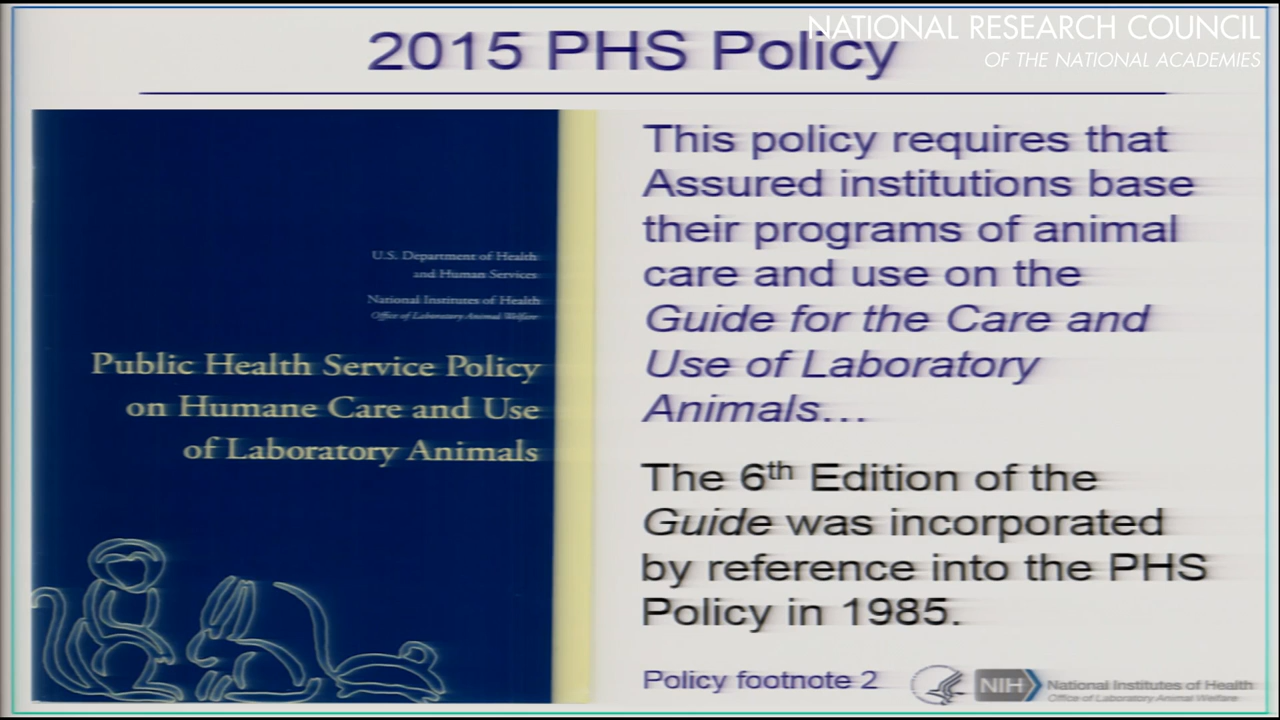 NATIONAL RESEARCH COUNCIL
OF THE NATIONAL ACADEMIES
2015 PHS Policy
U.S. Department of Health
and Human Services
National Institutes of Health
Office of Laboratory Animal Welfare
Public Health Service Policy
on Humane Care and Use
of Laboratory Animals
This policy requires that
Assured institutions base
their programs of animal
care and use on the
Guide for the Care and
Use of Laboratory
Animals…
The 6th Edition of the
Guide was incorporated
by reference into the PHS
Policy in 1985.
Policy footnote 2
NIH National Institutes of Health
Office of Laboratory Animal Welfare